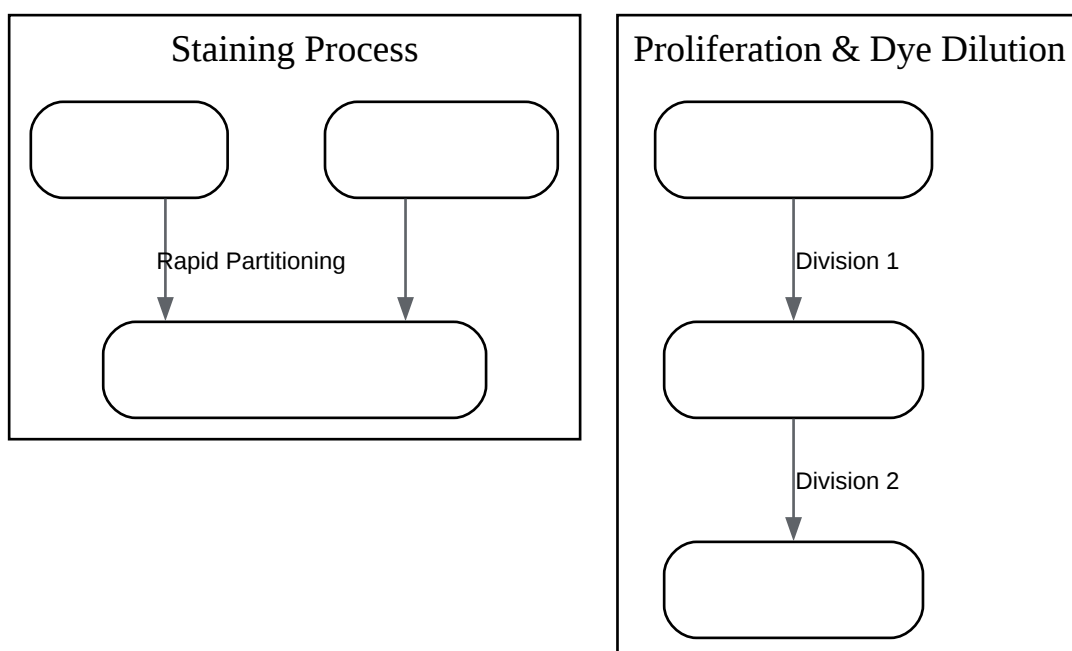 Staining Process
Rapid Partitioning
Proliferation & Dye Dilution
Division 1
Division 2